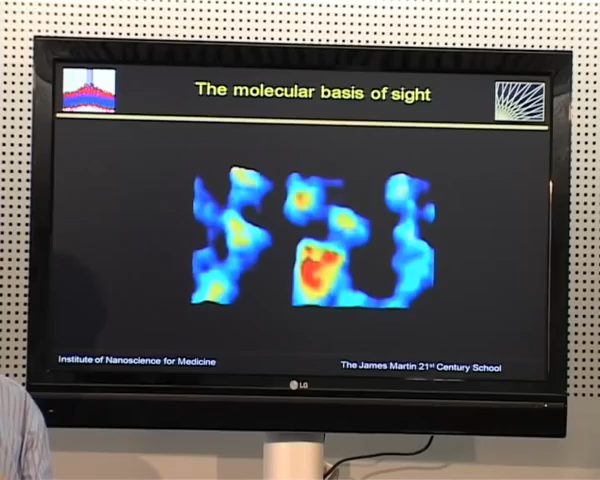 The molecular basis of sight
Institute of Nanoscience for Medicine
The James Martin 21st Century School
LG